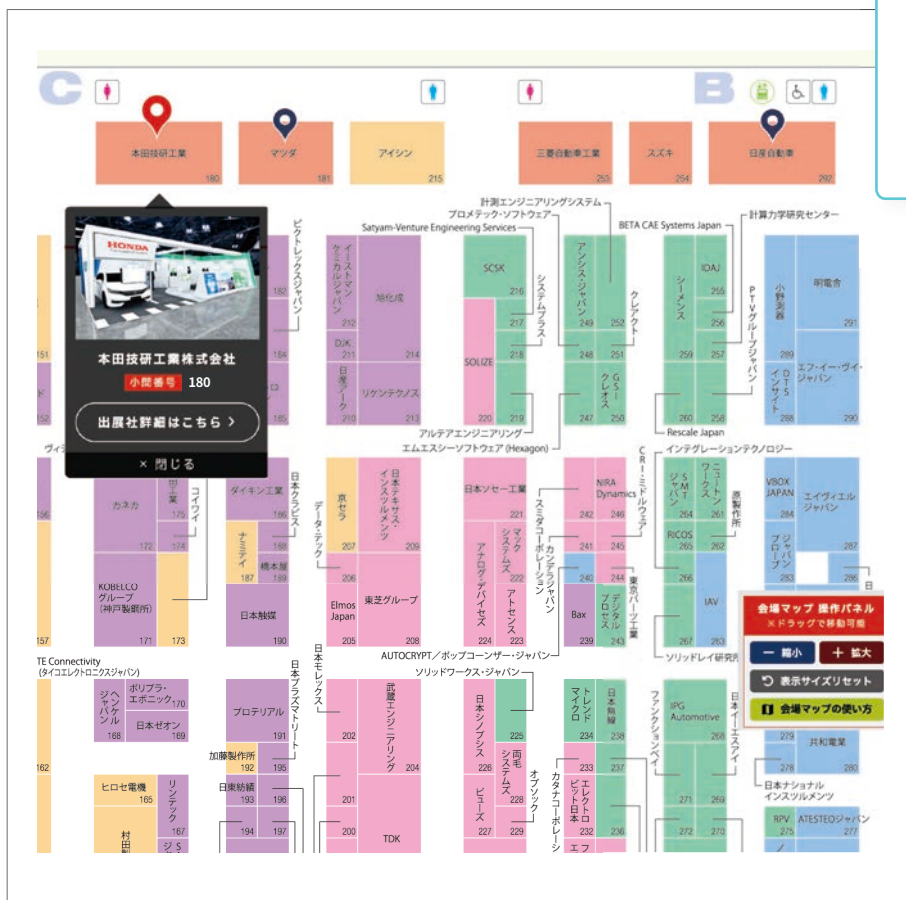 C
B
本田技研工業
180
マツダ
181
アイシン
215
三菱自動車工業
253
スズキ
254
日産自動車
292
HONDA
本田技研工業株式会社
小間番号 180
出展社詳細はこちら >
× 閉じる
151
152
ヴィ
156
157
162
ビクトレックスジャパン
182
184
185
イーストマンケミカルジャパン
212
旭化成
214
DJK
211
日産アーク
210
リケンテクノス
213
計測エンジニアリングシステム
プロメテック・ソフトウェア
Satyam-Venture Engineering Services
SCSK
216
217
システムプラス
218
SOLIZE
220
219
アルテアエンジニアリング
エムエスシーソフトウェア (Hexagon)
アンシス・ジャパン
249
252
クレアクト
248
251
GSIクレオス
247
250
BETA CAE Systems Japan
計算力学研究センター
シーメンス
259
IDAJ
255
256
257
PTVグループジャパン
260
258
Rescale Japan
小野測器
289
明電舎
291
DTSインサイト
288
エフ・イー・ヴイ・ジャパン
290
カネカ
172
175
174
コイワイ
KOBELCO
グループ
(神戸製鋼所)
171
173
ダイキン工業
186
日本クラビス
ナミテイ
187
188
橋本屋
189
日本触媒
190
データ・テック
京セラ
207
日本テキサス・インスツルメンツ
209
206
Elmos
Japan
205
東芝グループ
208
日本ソセー工業
221
アナログ・デバイセズ
224
マックシステムズ
222
アトセンス
223
AUTOCRYPT/ポップコーンザー・ジャパン
スミダコーポレーション
カンデラジャパン
242
NIRA
Dynamics
246
CRI・ミドルウェア
241
245
240
244
東京パーツ工業
Bax
239
デジタルプロセス
243
インテグレーションテクノロジー
SMTジャパン
264
ニュートンワークス
261
原製作所
RICOS
265
262
266
IAV
267
263
ソリッドレイ研究所
VBOX
JAPAN
284
エイヴィエル
ジャパン
287
ジャパンプローブ
283
286
会場マップ 操作パネル
※ドラッグで移動可能
− 縮小
+ 拡大
表示サイズリセット
会場マップの使い方
TE Connectivity
(タイコエレクトロニクスジャパン)
ヘンケルジャパン
168
ポリプラ・
エボニック
170
日本ゼオン
169
ヒロセ電機
165
リンテック
167
プロテリアル
191
日本プラズマトリート
加藤製作所
192
195
日東紡績
193
196
194
197
日本モレックス
202
武蔵エンジニアリング
204
201
200
TDK
ソリッドワークス・ジャパン
日本シノプシス
226
225
両毛システムズ
228
ビューズ
227
229
オプソック
カタナコーポレーシ
トレンドマイクロ
234
日本無線
238
233
237
エレクトロビット日本
232
236
ファンクションベイ
IPG
Automotive
268
日本イーエスアイ
271
269
272
270
279
278
共和電業
280
日本ナショナル
インスツルメンツ
RPV
275
ATESTEOジャパン
277